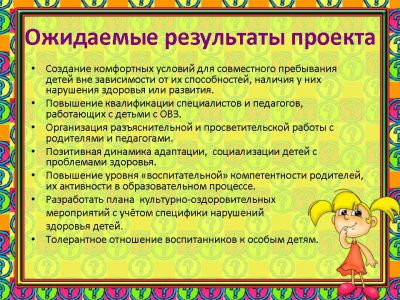 Ожидаемые результаты проекта
• Создание комфортных условий для совместного пребывания
детей вне зависимости от их способностей, наличия у них
нарушения здоровья или развития.
• Повышение квалификации специалистов и педагогов,
работающих с детьми с ОВЗ.
• Организация разъяснительной и просветительской работы с
родителями и педагогами.
• Позитивная динамика адаптации, социализации детей с
проблемами здоровья.
• Повышение уровня «воспитательной» компетентности родителей,
их активности в образовательном процессе.
• Разработать плана культурно-оздоровительных
мероприятий с учётом специфики нарушений
здоровья детей.
• Толерантное отношение воспитанников к особым детям.